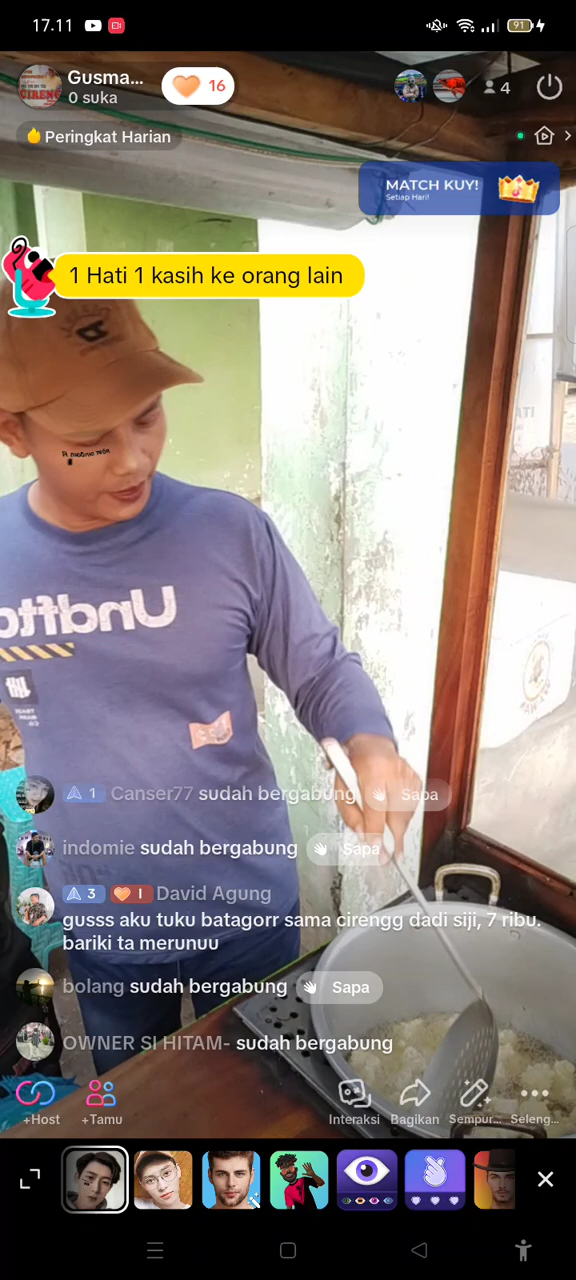 17.11
91
Gusma...
0 suka
16
4
Peringkat Harian
MATCH KUY!
Setiap Hari!
1 Hati 1 kasih ke orang lain
Undftd
1 Canser77 sudah bergabung Sapa
indomie sudah bergabung Sapa
3 1 David Agung
gusss aku tuku batagorr sama cirengg dadi siji, 7 ribu.
bariki ta merunuu
bolang sudah bergabung Sapa
OWNER SI HITAM- sudah bergabung
+Host
+Tamu
Interaksi
Bagikan
Sempur...
Seleng...